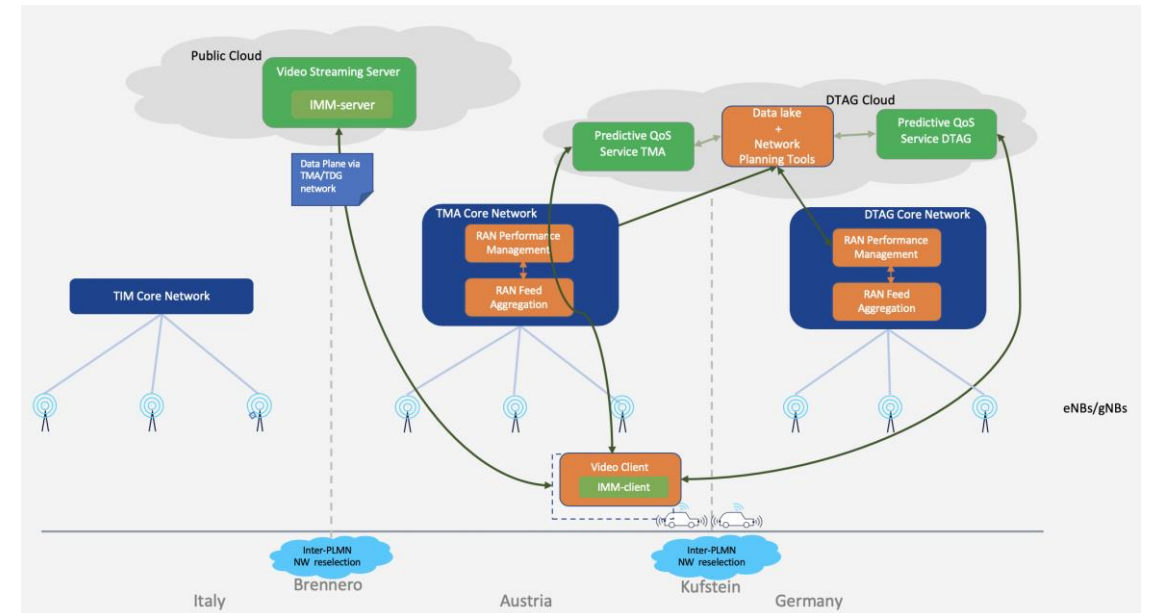 Public Cloud
Video Streaming Server
IMM-server
Data Plane via
TMA/TDG
network
DTAG Cloud
Predictive QoS
Service TMA
Data lake
+
Network
Planning Tools
Predictive QoS
Service DTAG
TMA Core Network
RAN Performance
Management
RAN Feed
Aggregation
DTAG Core Network
RAN Performance
Management
RAN Feed
Aggregation
TIM Core Network
eNBs/gNBs
Video Client
IMM-client
Inter-PLMN
NW reselection
Inter-PLMN
NW reselection
Brennero
Kufstein
Italy
Austria
Germany